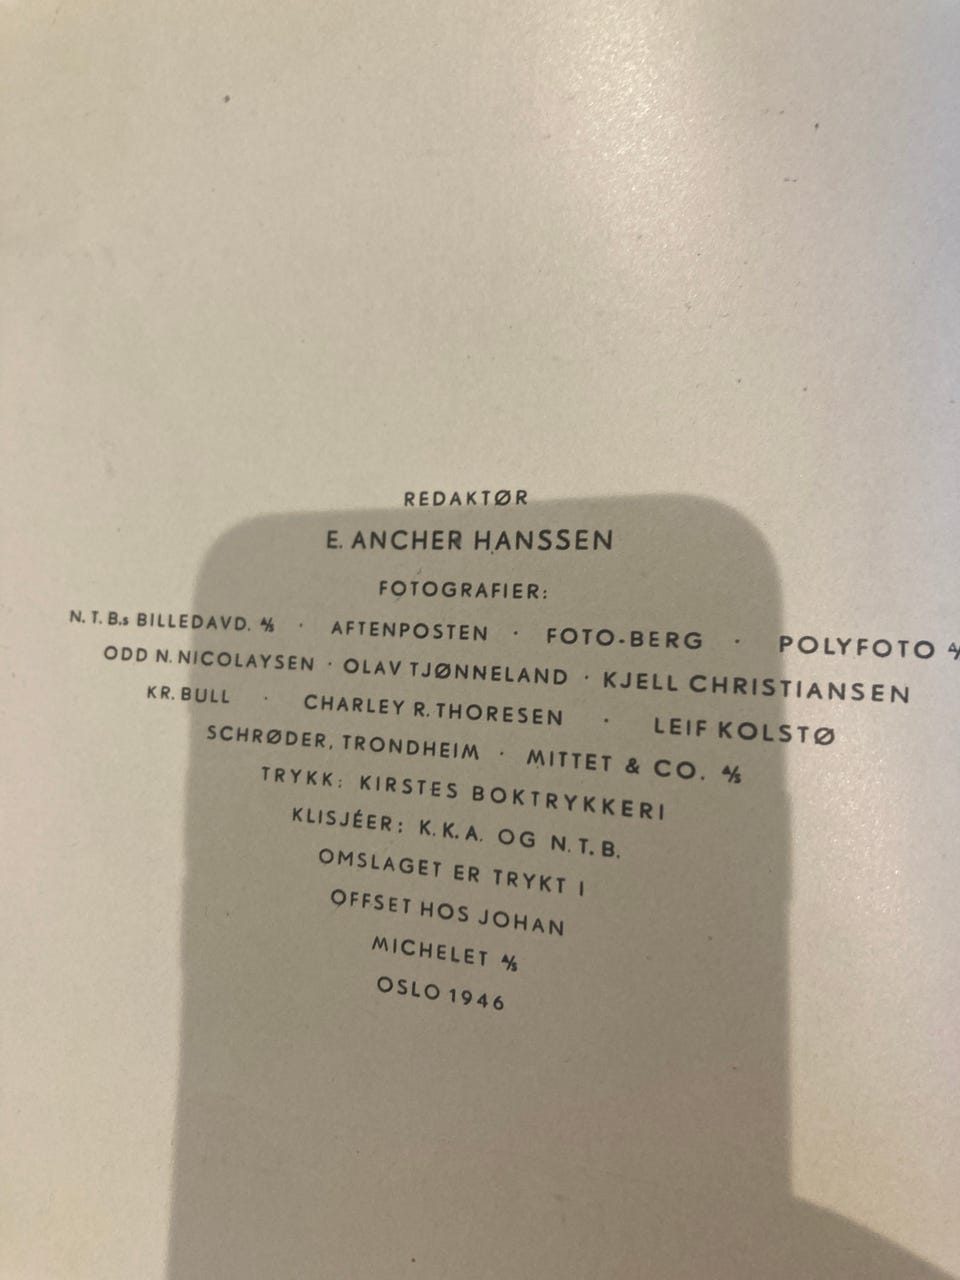 REDAKTØR
E. ANCHER HANSSEN
FOTOGRAFIER:
N. T. B.s BILLEDAVD. A/S · AFTENPOSTEN · FOTO-BERG · POLYFOTO A/
ODD N. NICOLAYSEN · OLAV TJØNNELAND · KJELL CHRISTIANSEN
KR. BULL · CHARLEY R. THORESEN · LEIF KOLSTØ
SCHRØDER, TRONDHEIM · MITTET & CO. A/S
TRYKK: KIRSTES BOKTRYKKERI
KLISJÉER: K. K. A. OG N. T. B.
OMSLAGET ER TRYKT I
OFFSET HOS JOHAN
MICHELET A/S
OSLO 1946